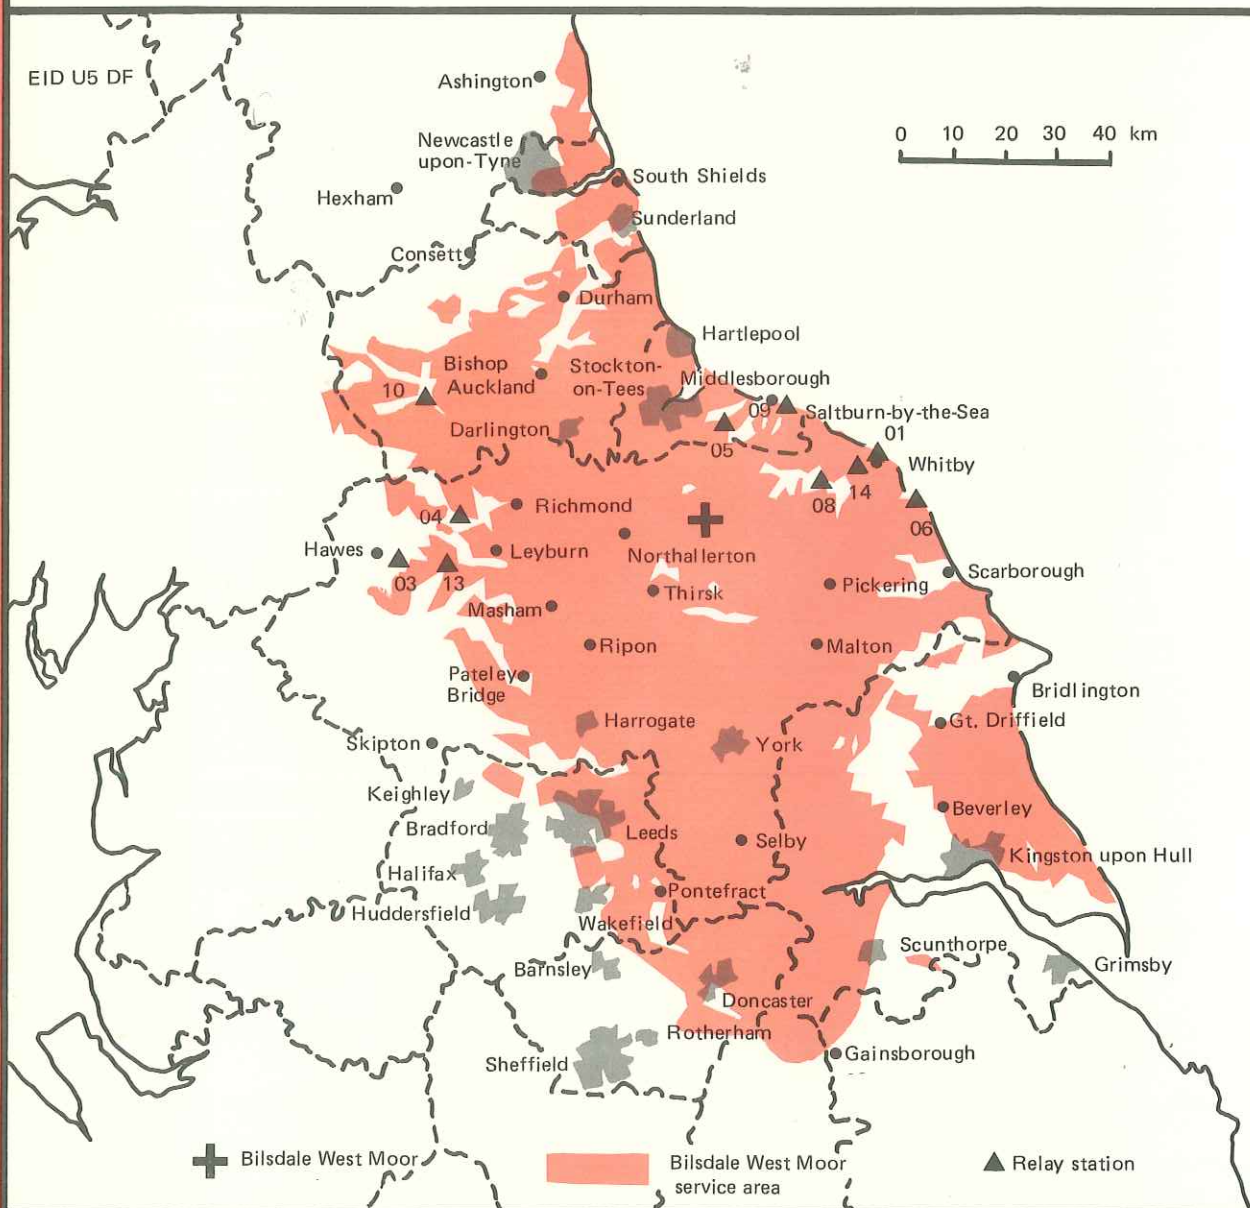 EID U5 DF
Ashington
0 10 20 30 40 km
Newcastle
upon-Tyne
South Shields
Hexham
Sunderland
Consett
Durham
Hartlepool
Bishop
Auckland
Stockton-
on-Tees
Middlesborough
10
09
Saltburn-by-the-Sea
Darlington
05
01
Whitby
08
14
04
Richmond
06
Hawes
Leyburn
Northallerton
03
13
Scarborough
Pickering
Thirsk
Masham
Ripon
Malton
Pateley
Bridge
Bridlington
Harrogate
Gt. Driffield
Skipton
York
Keighley
Beverley
Bradford
Leeds
Selby
Kingston upon Hull
Halifax
Pontefract
Huddersfield
Wakefield
Scunthorpe
Barnsley
Grimsby
Doncaster
Rotherham
Sheffield
Gainsborough
Bilsdale West Moor
Bilsdale West Moor
service area
Relay station